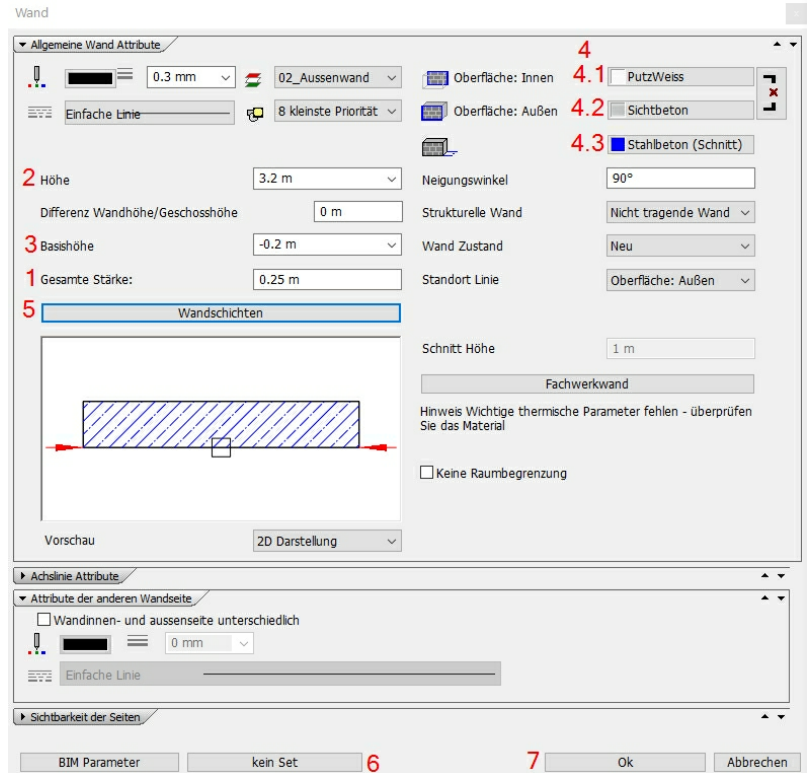 Wand
Allgemeine Wand Attribute
4
0.3 mm 02_Aussenwand Oberfläche: Innen 4.1 PutzWeiss
Einfache Linie 8 kleinste Priorität Oberfläche: Außen 4.2 Sichtbeton
4.3 Stahlbeton (Schnitt)
2 Höhe 3.2 m Neigungswinkel 90°
Differenz Wandhöhe/Geschosshöhe 0 m Strukturelle Wand Nicht tragende Wand
3 Basishöhe -0.2 m Wand Zustand Neu
1 Gesamte Stärke: 0.25 m Standort Linie Oberfläche: Außen
5 Wandschichten
Schnitt Höhe 1 m
Fachwerkwand
Hinweis Wichtige thermische Parameter fehlen - überprüfen
Sie das Material
Keine Raumbegrenzung
Vorschau 2D Darstellung
Achslinie Attribute
Attribute der anderen Wandseite
Wandinnen- und aussenseite unterschiedlich
0 mm
Einfache Linie
Sichtbarkeit der Seiten
BIM Parameter kein Set 6 7 Ok Abbrechen